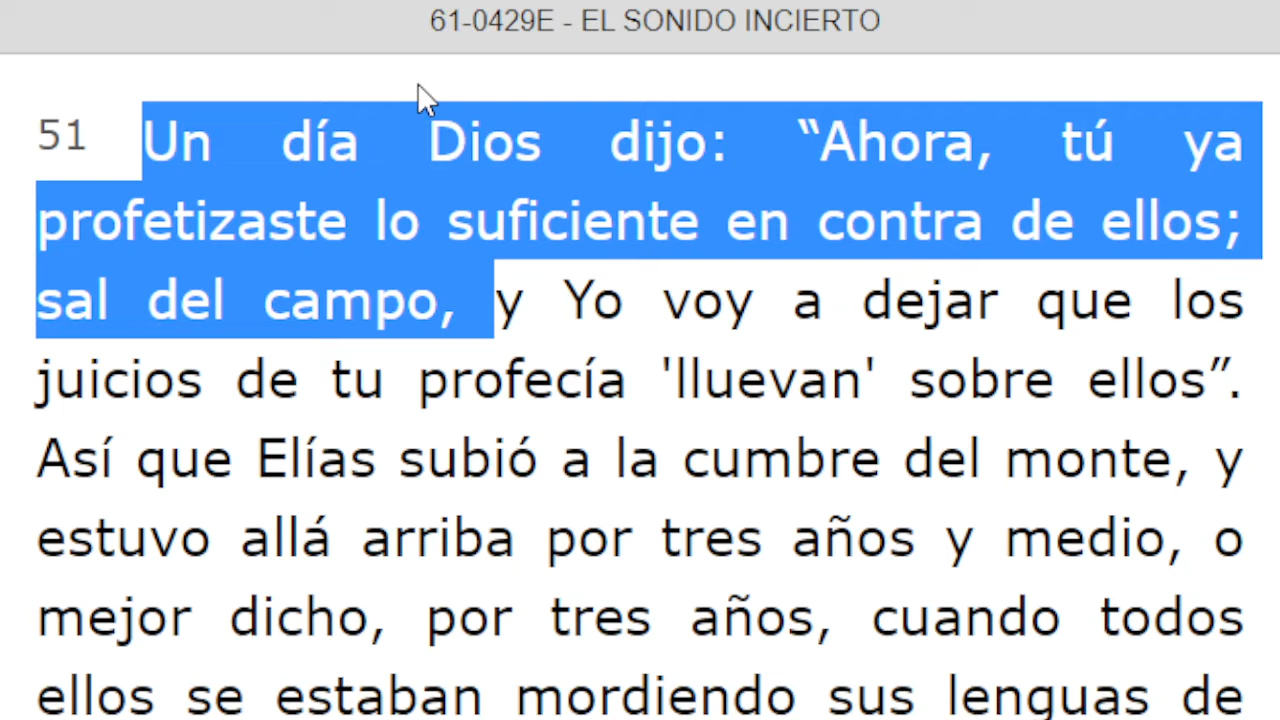 61-0429E - EL SONIDO INCIERTO
51 Un día Dios dijo: “Ahora, tú ya
profetizaste lo suficiente en contra de ellos;
sal del campo, y Yo voy a dejar que los
juicios de tu profecía 'lluevan' sobre ellos”.
Así que Elías subió a la cumbre del monte, y
estuvo allá arriba por tres años y medio, o
mejor dicho, por tres años, cuando todos
ellos se estaban mordiendo sus lenguas de